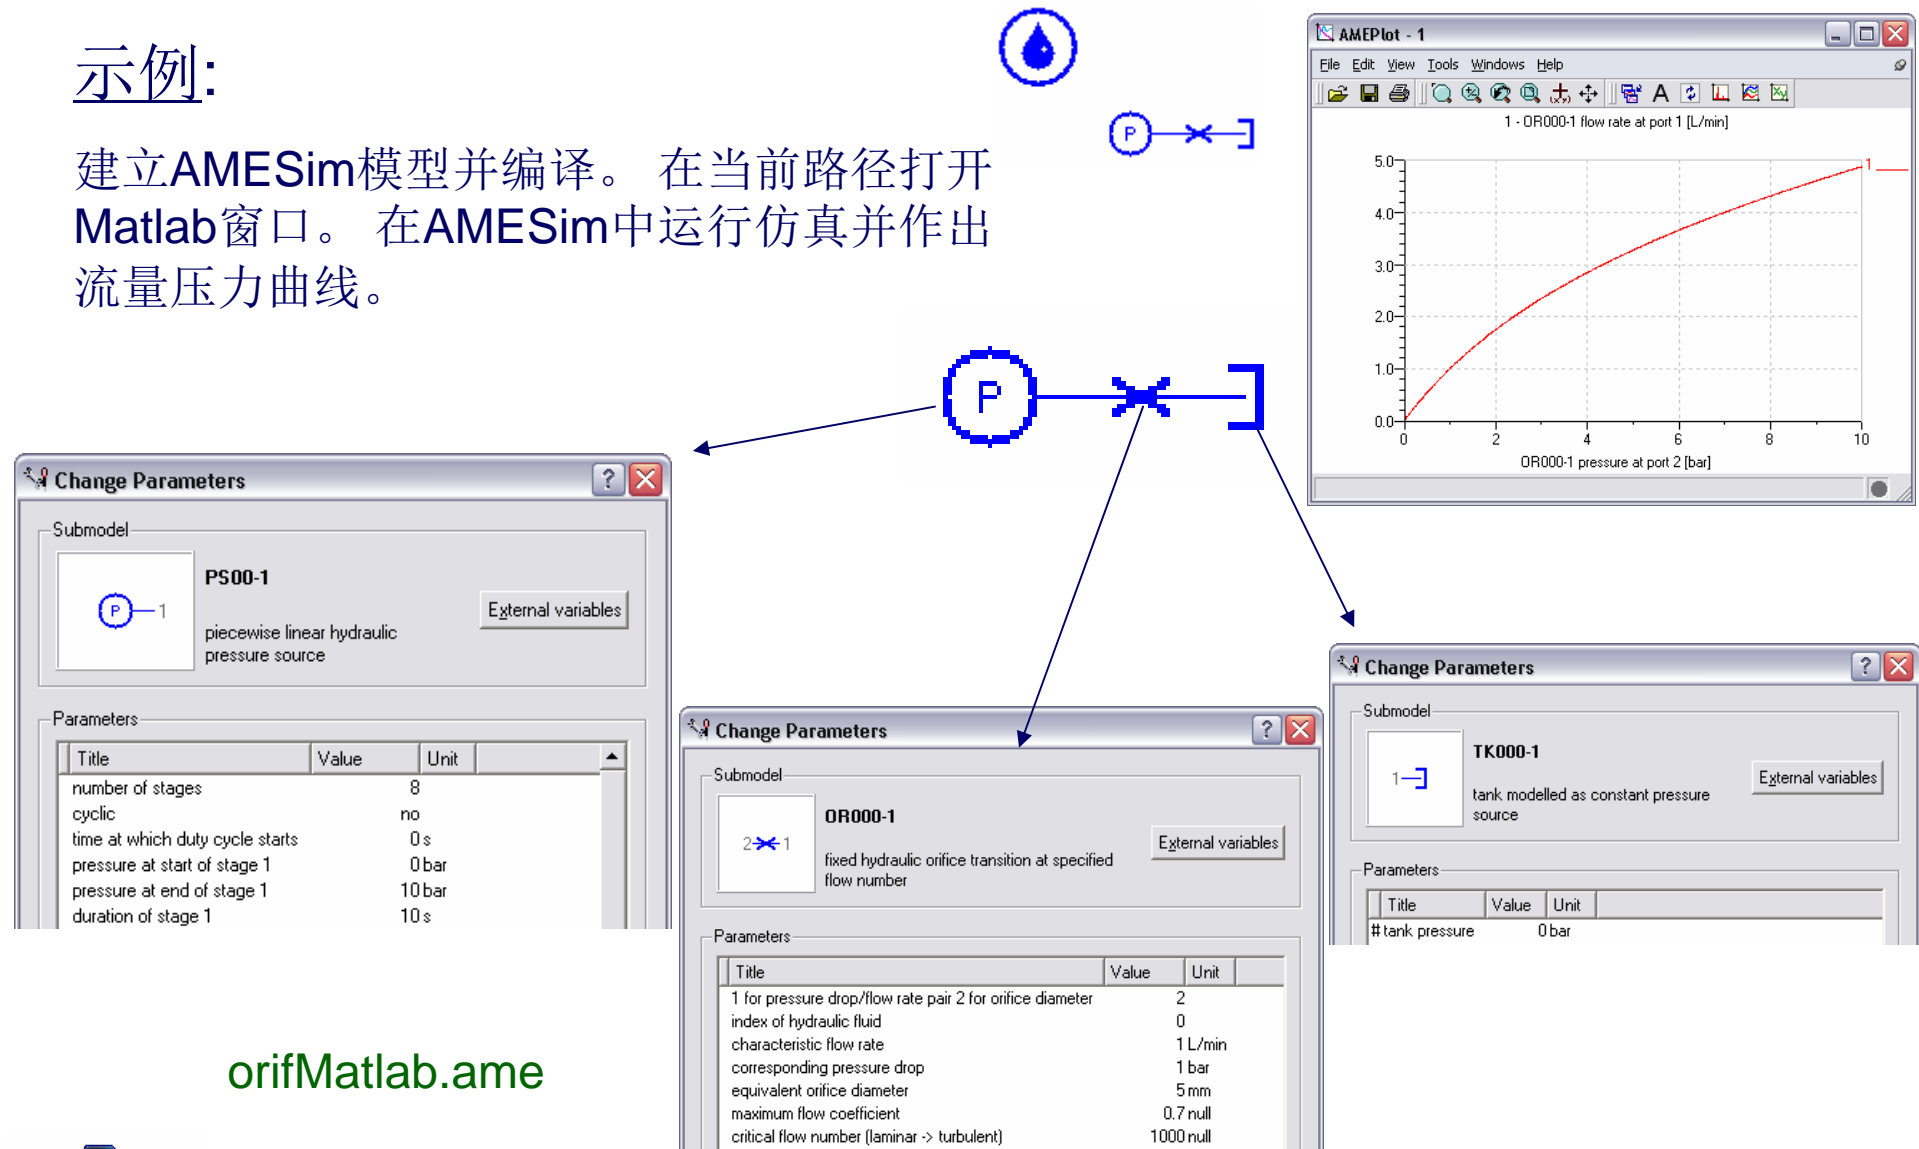 示例:
建立AMESim模型并编译。 在当前路径打开
Matlab窗口。 在AMESim中运行仿真并作出
流量压力曲线。
P
AMEPlot - 1
File Edit View Tools Windows Help
A
1 - OR000-1 flow rate at port 1 [L/min]
5.0
4.0
3.0
2.0
1.0
0.0
0 2 4 6 8 10
1
OR000-1 pressure at port 2 [bar]
P
Change Parameters
Submodel
P 1
PS00-1
piecewise linear hydraulic
pressure source
External variables
Parameters
Title Value Unit
number of stages 8
cyclic no
time at which duty cycle starts 0 s
pressure at start of stage 1 0 bar
pressure at end of stage 1 10 bar
duration of stage 1 10 s
Change Parameters
Submodel
2 1
OR000-1
fixed hydraulic orifice transition at specified
flow number
External variables
Parameters
Title Value Unit
1 for pressure drop/flow rate pair 2 for orifice diameter 2
index of hydraulic fluid 0
characteristic flow rate 1 L/min
corresponding pressure drop 1 bar
equivalent orifice diameter 5 mm
maximum flow coefficient 0.7 null
critical flow number (laminar -> turbulent) 1000 null
Change Parameters
Submodel
1
TK000-1
tank modelled as constant pressure
source
External variables
Parameters
Title Value Unit
# tank pressure 0 bar
orifMatlab.ame